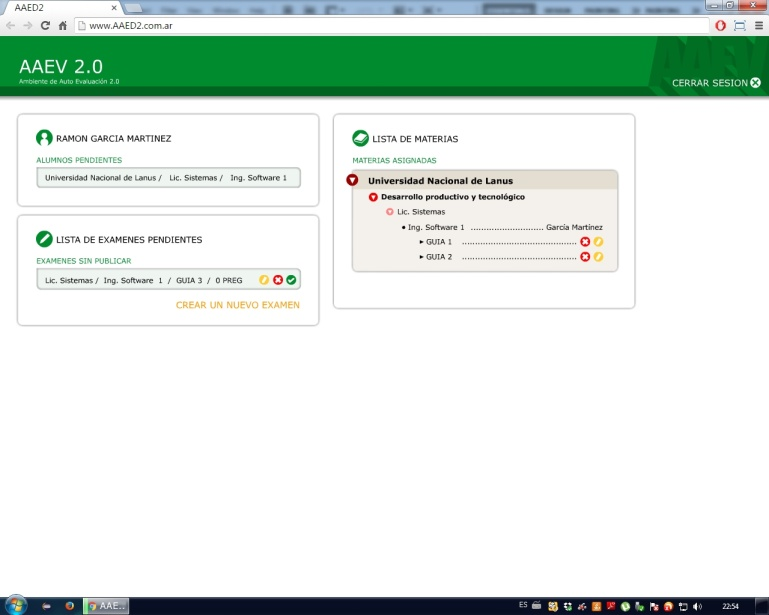 AAED2
www.AAED2.com.ar
AAEV 2.0
Ambiente de Auto Evaluación 2.0
AAEV
CERRAR SESION
RAMON GARCIA MARTINEZ
ALUMNOS PENDIENTES
Universidad Nacional de Lanus / Lic. Sistemas / Ing. Software 1
LISTA DE EXAMENES PENDIENTES
EXAMENES SIN PUBLICAR
Lic. Sistemas / Ing. Software 1 / GUIA 3 / 0 PREG
CREAR UN NUEVO EXAMEN
LISTA DE MATERIAS
MATERIAS ASIGNADAS
Universidad Nacional de Lanus
Desarrollo productivo y tecnológico
Lic. Sistemas
Ing. Software 1 ........................... García Martínez
GUIA 1 ...........................................
GUIA 2 ...........................................
AAE...
ES
22:54